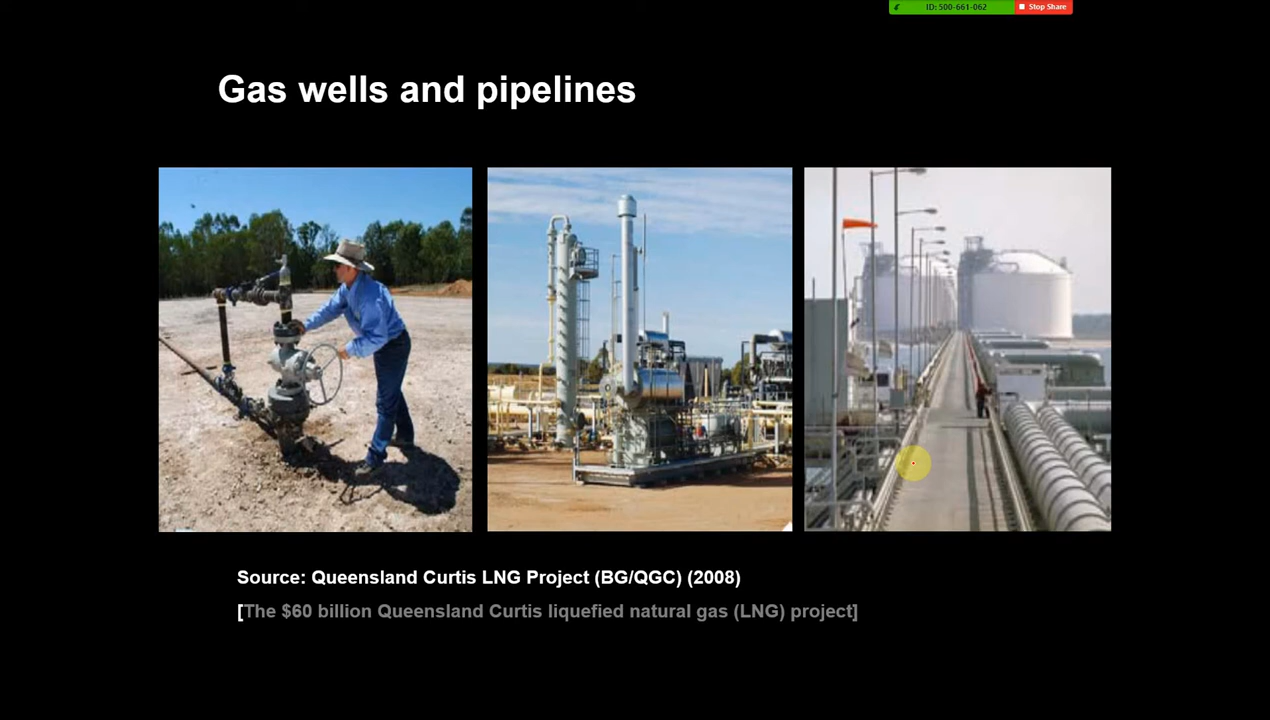 ID: 500-661-062 Stop Share
Gas wells and pipelines
Source: Queensland Curtis LNG Project (BG/QGC) (2008)
[The $60 billion Queensland Curtis liquefied natural gas (LNG) project]